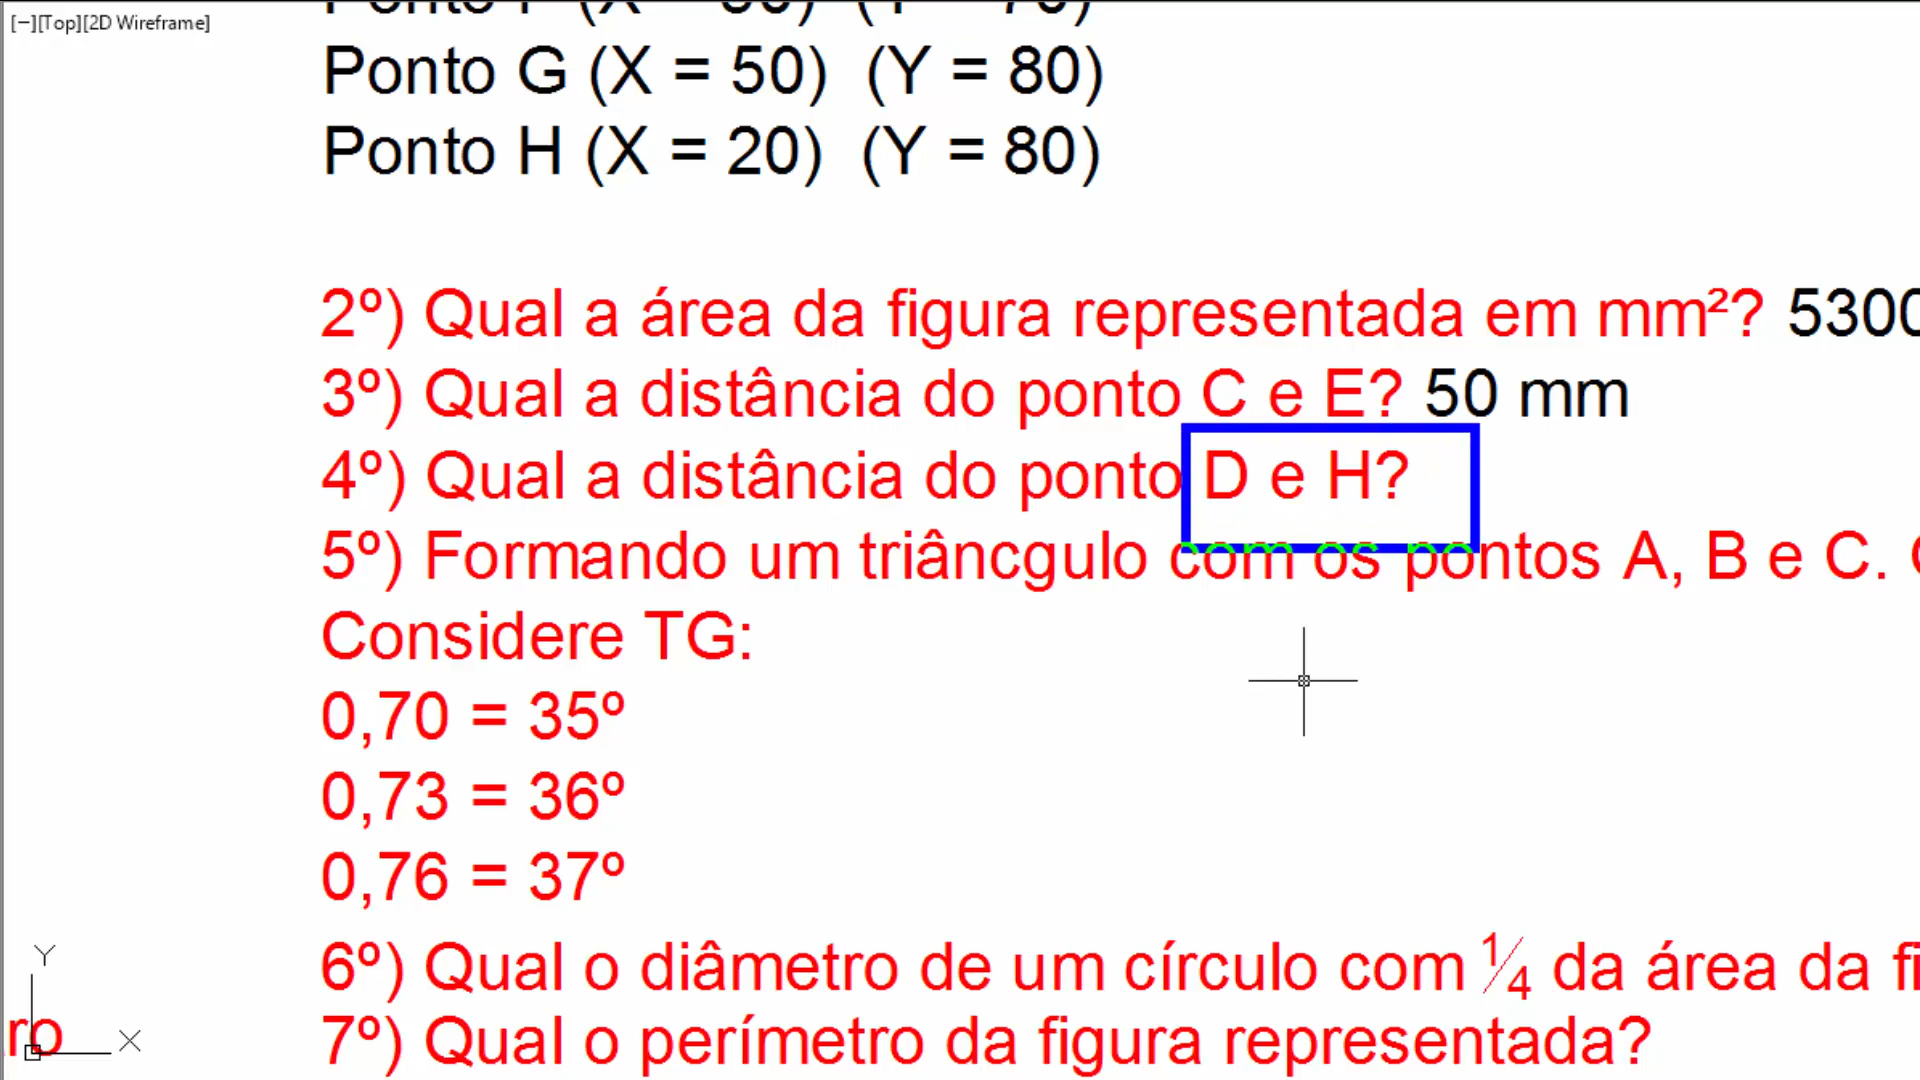 [−][Top][2D Wireframe]
Ponto G (X = 50) (Y = 80)
Ponto H (X = 20) (Y = 80)
2º) Qual a área da figura representada em mm²? 5300
3º) Qual a distância do ponto C e E? 50 mm
4º) Qual a distância do ponto D e H?
5º) Formando um triâncgulo com os pontos A, B e C.
Considere TG:
0,70 = 35º
0,73 = 36º
0,76 = 37º
6º) Qual o diâmetro de um círculo com ¼ da área da
7º) Qual o perímetro da figura representada?
Y
X
ro